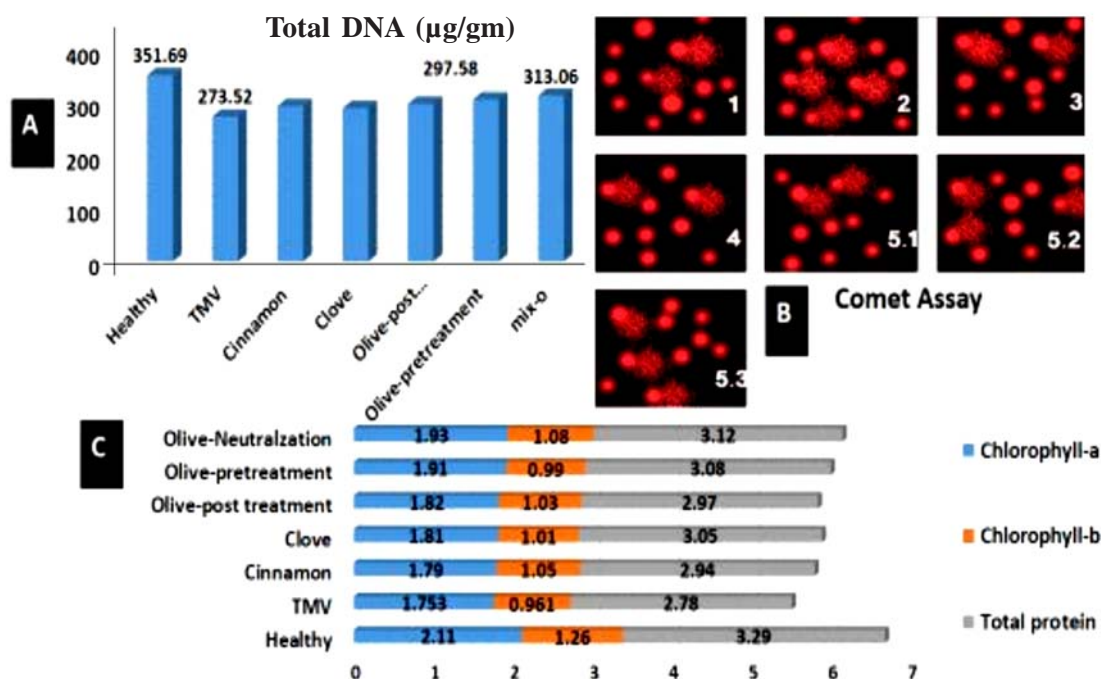 Total DNA (µg/gm)
A
400
300
200
100
0
351.69
273.52
297.58
313.06
Healthy
TMV
Cinnamon
Clove
Olive-post...
Olive-pretreatment
mix-o
1
2
3
4
5.1
5.2
5.3
B
Comet Assay
C
Olive-Neutralzation 1.93 1.08 3.12
Olive-pretreatment 1.91 0.99 3.08
Olive-post treatment 1.82 1.03 2.97
Clove 1.81 1.01 3.05
Cinnamon 1.79 1.05 2.94
TMV 1.753 0.961 2.78
Healthy 2.11 1.26 3.29
0 1 2 3 4 5 6 7
Chlorophyll-a
Chlorophyll-b
Total protein